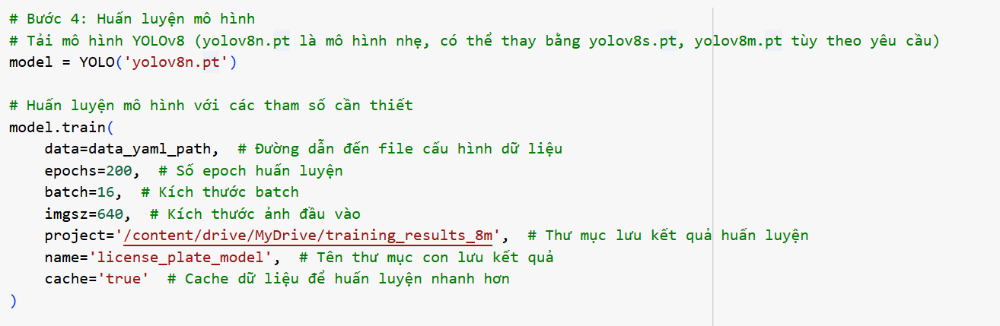 # Bước 4: Huấn luyện mô hình
# Tải mô hình YOLOv8 (yolov8n.pt là mô hình nhẹ, có thể thay bằng yolov8s.pt, yolov8m.pt tùy theo yêu cầu)
model = YOLO('yolov8n.pt')
# Huấn luyện mô hình với các tham số cần thiết
model.train(
    data=data_yaml_path,  # Đường dẫn đến file cấu hình dữ liệu
    epochs=200,  # Số epoch huấn luyện
    batch=16,  # Kích thước batch
    imgsz=640,  # Kích thước ảnh đầu vào
    project='/content/drive/MyDrive/training_results_8m',  # Thư mục lưu kết quả huấn luyện
    name='license_plate_model',  # Tên thư mục con lưu kết quả
    cache='true'  # Cache dữ liệu để huấn luyện nhanh hơn
)